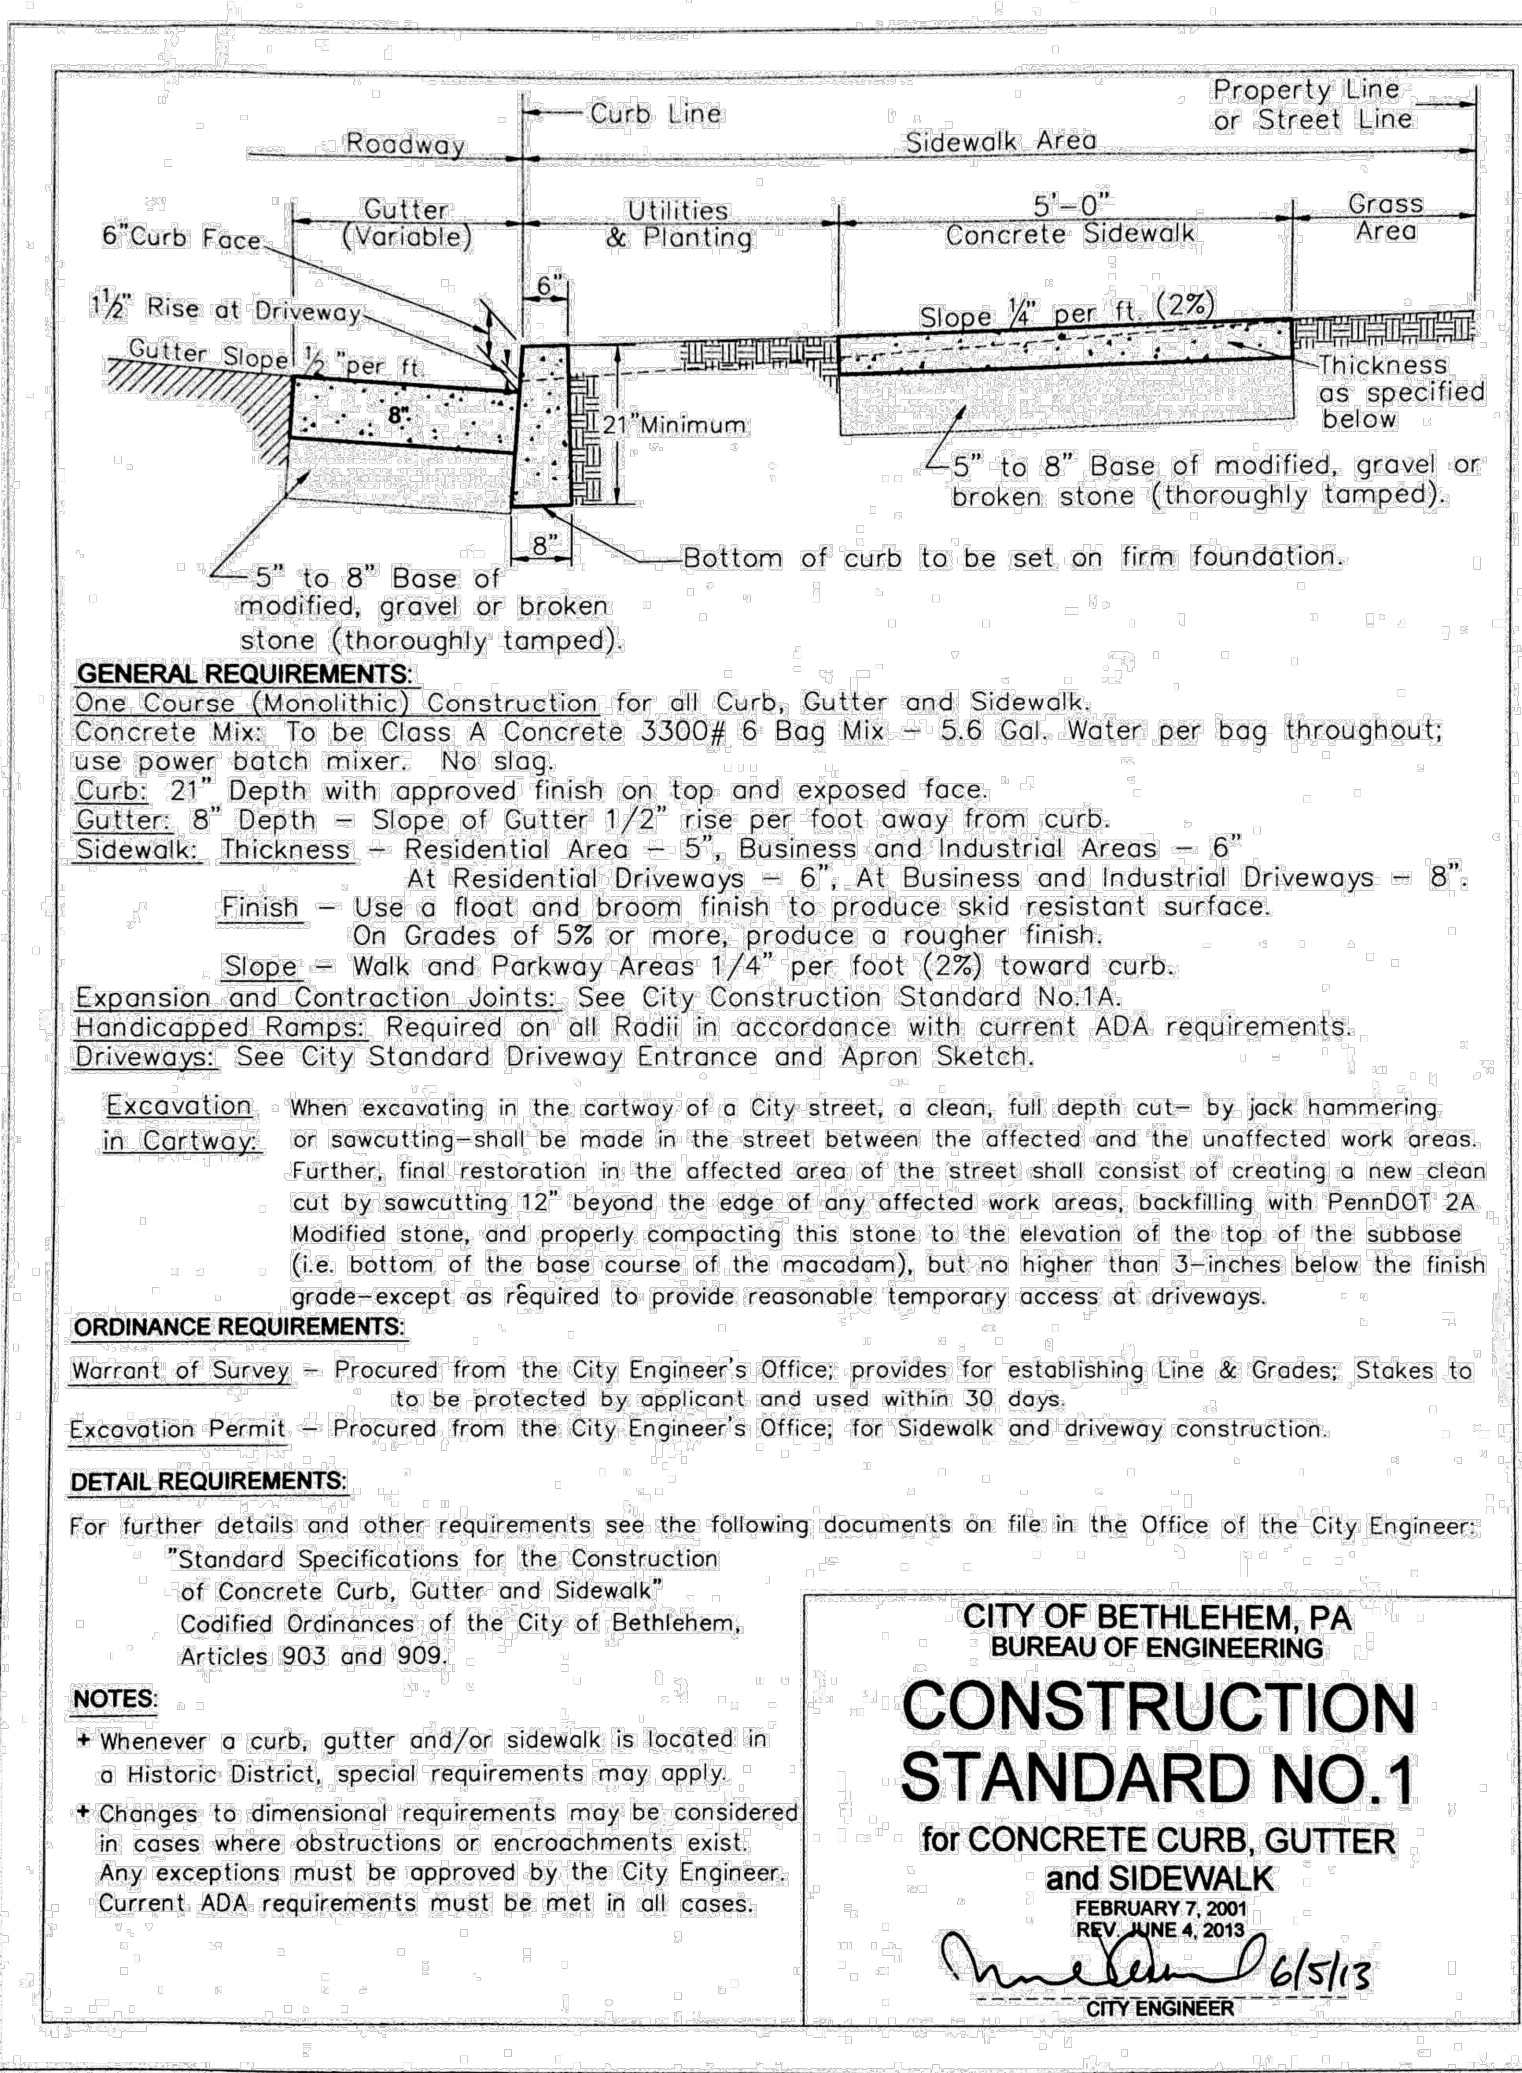 Property Line
or Street Line
Curb Line
Roadway
Sidewalk Area
Gutter
(Variable)
Utilities
& Planting
5'-0"
Concrete Sidewalk
Grass
Area
6"Curb Face
6"
1½" Rise at Driveway
Slope ¼" per ft. (2%)
Gutter Slope ½"per ft.
Thickness
as specified
below
8"
21"Minimum
5" to 8" Base of modified, gravel or
broken stone (thoroughly tamped).
8"
Bottom of curb to be set on firm foundation.
5" to 8" Base of
modified, gravel or broken
stone (thoroughly tamped).
GENERAL REQUIREMENTS:
One Course (Monolithic) Construction for all Curb, Gutter and Sidewalk.
Concrete Mix: To be Class A Concrete 3300# 6 Bag Mix – 5.6 Gal. Water per bag throughout;
use power batch mixer. No slag.
Curb: 21" Depth with approved finish on top and exposed face.
Gutter: 8" Depth – Slope of Gutter 1/2" rise per foot away from curb.
Sidewalk: Thickness – Residential Area – 5", Business and Industrial Areas – 6"
At Residential Driveways – 6", At Business and Industrial Driveways – 8".
Finish – Use a float and broom finish to produce skid resistant surface.
On Grades of 5% or more, produce a rougher finish.
Slope – Walk and Parkway Areas 1/4" per foot (2%) toward curb.
Expansion and Contraction Joints: See City Construction Standard No.1A.
Handicapped Ramps: Required on all Radii in accordance with current ADA requirements.
Driveways: See City Standard Driveway Entrance and Apron Sketch.
Excavation When excavating in the cartway of a City street, a clean, full depth cut– by jack hammering
in Cartway: or sawcutting–shall be made in the street between the affected and the unaffected work areas.
Further, final restoration in the affected area of the street shall consist of creating a new clean
cut by sawcutting 12" beyond the edge of any affected work areas, backfilling with PennDOT 2A
Modified stone, and properly compacting this stone to the elevation of the top of the subbase
(i.e. bottom of the base course of the macadam), but no higher than 3–inches below the finish
grade–except as required to provide reasonable temporary access at driveways.
ORDINANCE REQUIREMENTS:
Warrant of Survey – Procured from the City Engineer's Office; provides for establishing Line & Grades; Stakes to
to be protected by applicant and used within 30 days.
Excavation Permit – Procured from the City Engineer's Office; for Sidewalk and driveway construction.
DETAIL REQUIREMENTS:
For further details and other requirements see the following documents on file in the Office of the City Engineer:
"Standard Specifications for the Construction
of Concrete Curb, Gutter and Sidewalk"
Codified Ordinances of the City of Bethlehem,
Articles 903 and 909.
NOTES:
+ Whenever a curb, gutter and/or sidewalk is located in
a Historic District, special requirements may apply.
+ Changes to dimensional requirements may be considered
in cases where obstructions or encroachments exist.
Any exceptions must be approved by the City Engineer.
Current ADA requirements must be met in all cases.
CITY OF BETHLEHEM, PA
BUREAU OF ENGINEERING
CONSTRUCTION
STANDARD NO.1
for CONCRETE CURB, GUTTER
and SIDEWALK
FEBRUARY 7, 2001
REV. JUNE 4, 2013
6/5/13
CITY ENGINEER